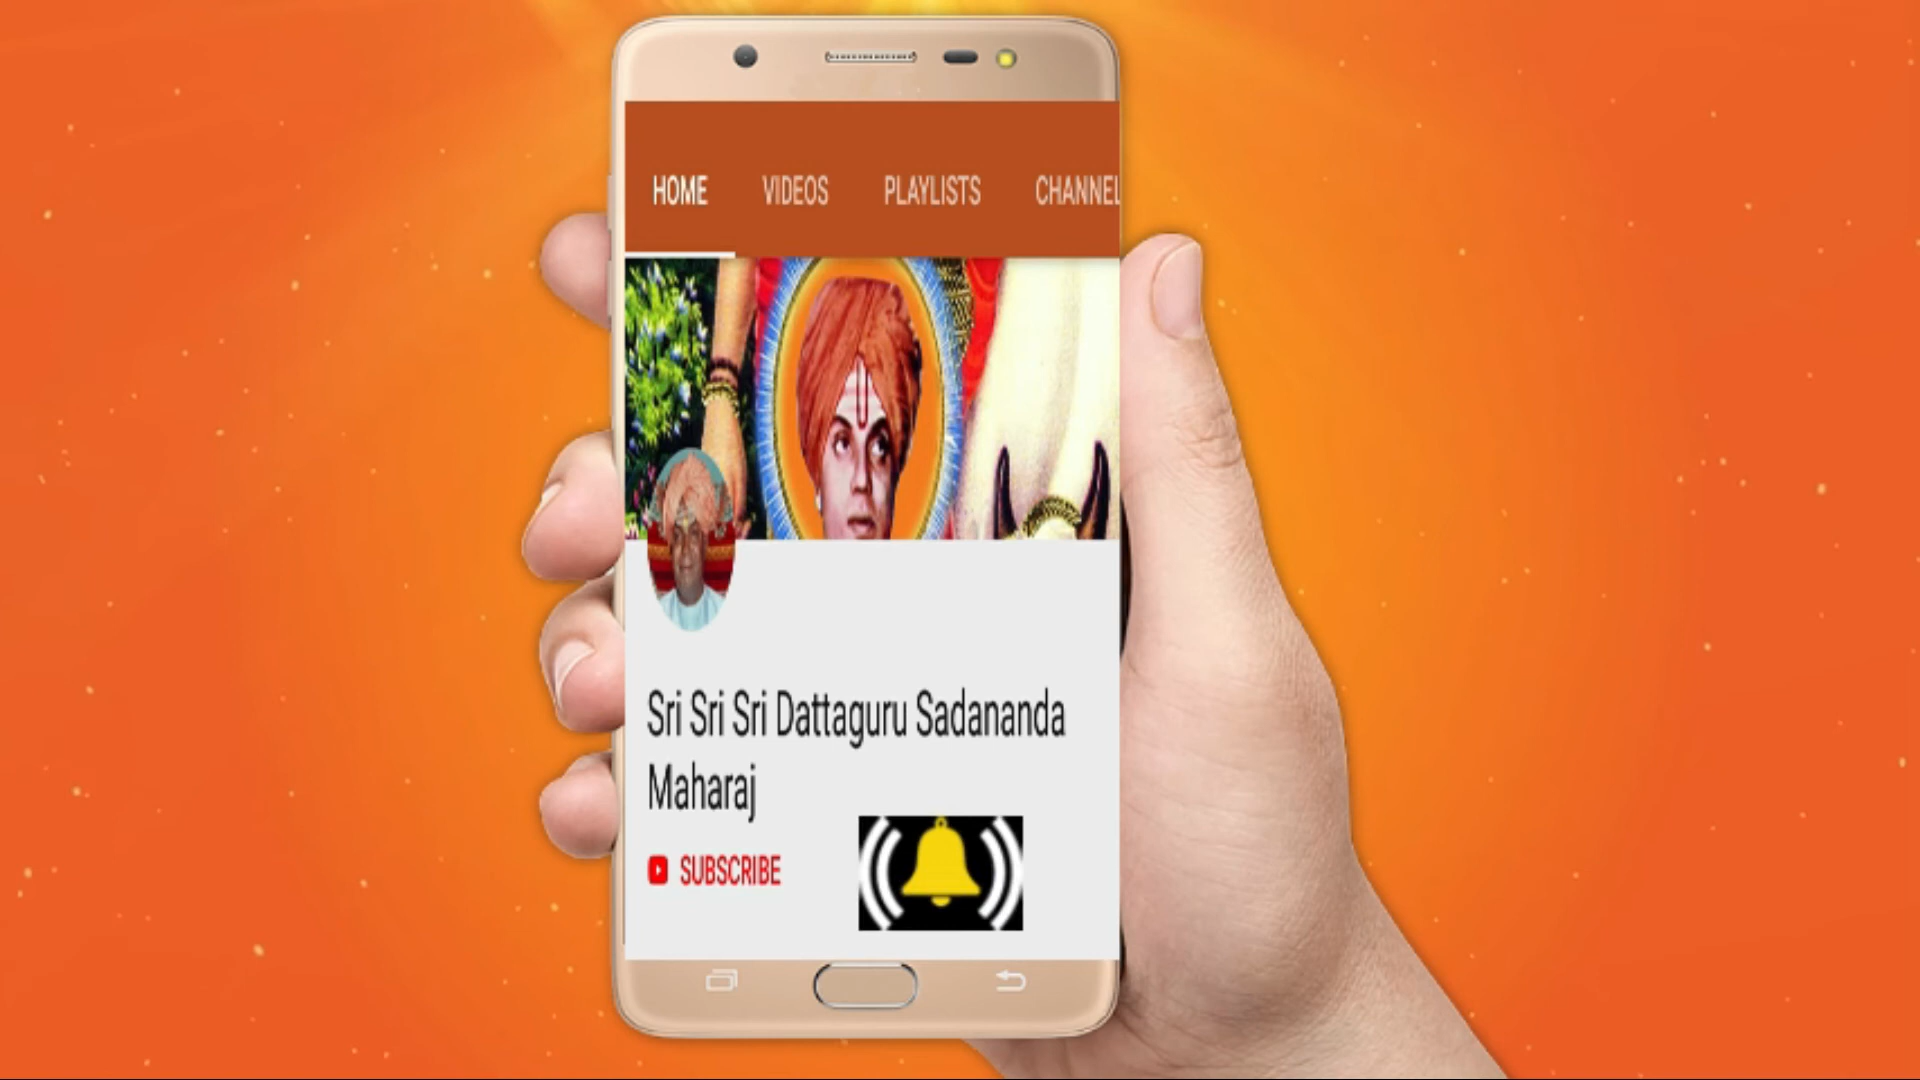 HOME VIDEOS PLAYLISTS CHANNEL
Sri Sri Sri Dattaguru Sadananda
Maharaj
SUBSCRIBE